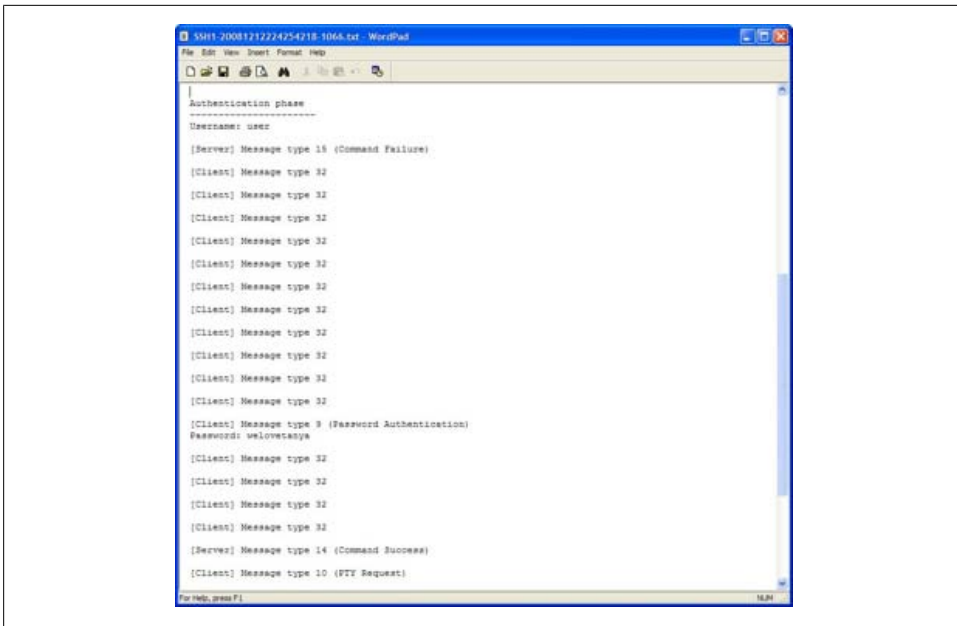 SSH1-20081212224254218-1066.txt - WordPad
File Edit View Insert Format Help
Authentication phase
----------------------
Username: user
[Server] Message type 15 (Command Failure)
[Client] Message type 32
[Client] Message type 32
[Client] Message type 32
[Client] Message type 32
[Client] Message type 32
[Client] Message type 32
[Client] Message type 32
[Client] Message type 32
[Client] Message type 32
[Client] Message type 32
[Client] Message type 32
[Client] Message type 9 (Password Authentication)
Password: welovetanya
[Client] Message type 32
[Client] Message type 32
[Client] Message type 32
[Client] Message type 32
[Server] Message type 14 (Command Success)
[Client] Message type 10 (PTY Request)
For Help, press F1
NUM